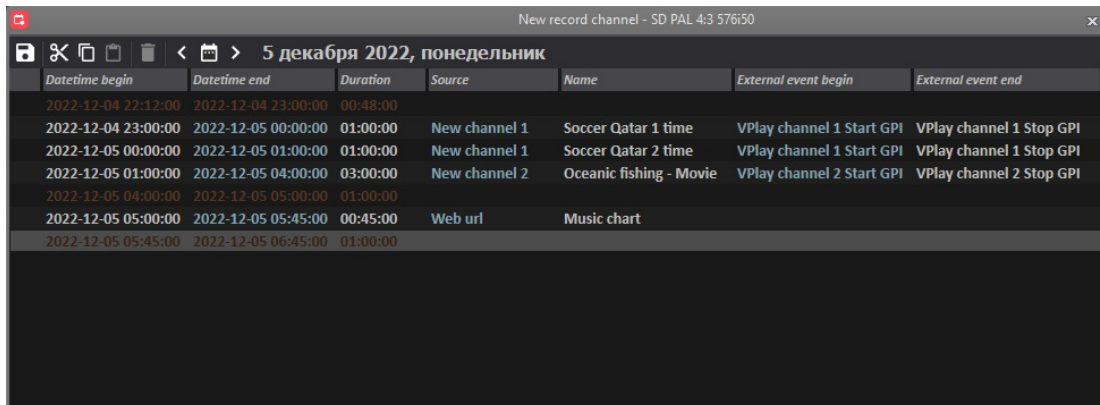 New record channel - SD PAL 4:3 576i50
5 декабря 2022, понедельник
Datetime begin Datetime end Duration Source Name External event begin External event end
2022-12-04 22:12:00 2022-12-04 23:00:00 00:48:00
2022-12-04 23:00:00 2022-12-05 00:00:00 01:00:00 New channel 1 Soccer Qatar 1 time VPlay channel 1 Start GPI VPlay channel 1 Stop GPI
2022-12-05 00:00:00 2022-12-05 01:00:00 01:00:00 New channel 1 Soccer Qatar 2 time VPlay channel 1 Start GPI VPlay channel 1 Stop GPI
2022-12-05 01:00:00 2022-12-05 04:00:00 03:00:00 New channel 2 Oceanic fishing - Movie VPlay channel 2 Start GPI VPlay channel 2 Stop GPI
2022-12-05 04:00:00 2022-12-05 05:00:00 01:00:00
2022-12-05 05:00:00 2022-12-05 05:45:00 00:45:00 Web url Music chart
2022-12-05 05:45:00 2022-12-05 06:45:00 01:00:00